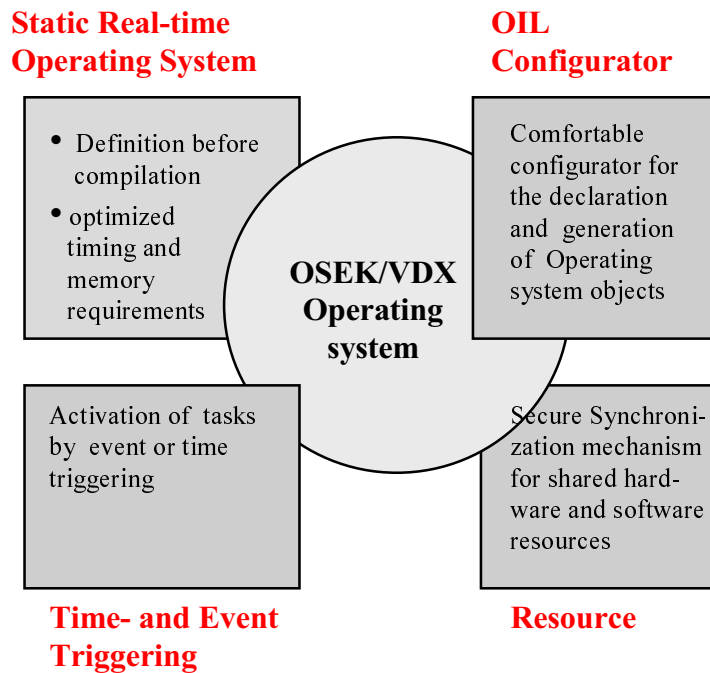 Static Real-time
Operating System
• Definition before
compilation
• optimized
timing and
memory
requirements
OIL
Configurator
Comfortable
configurator for
the declaration
and generation
of Operating
system objects
OSEK/VDX
Operating
system
Activation of tasks
by event or time
triggering
Time- and Event
Triggering
Secure Synchroni-
zation mechanism
for shared hard-
ware and software
resources
Resource